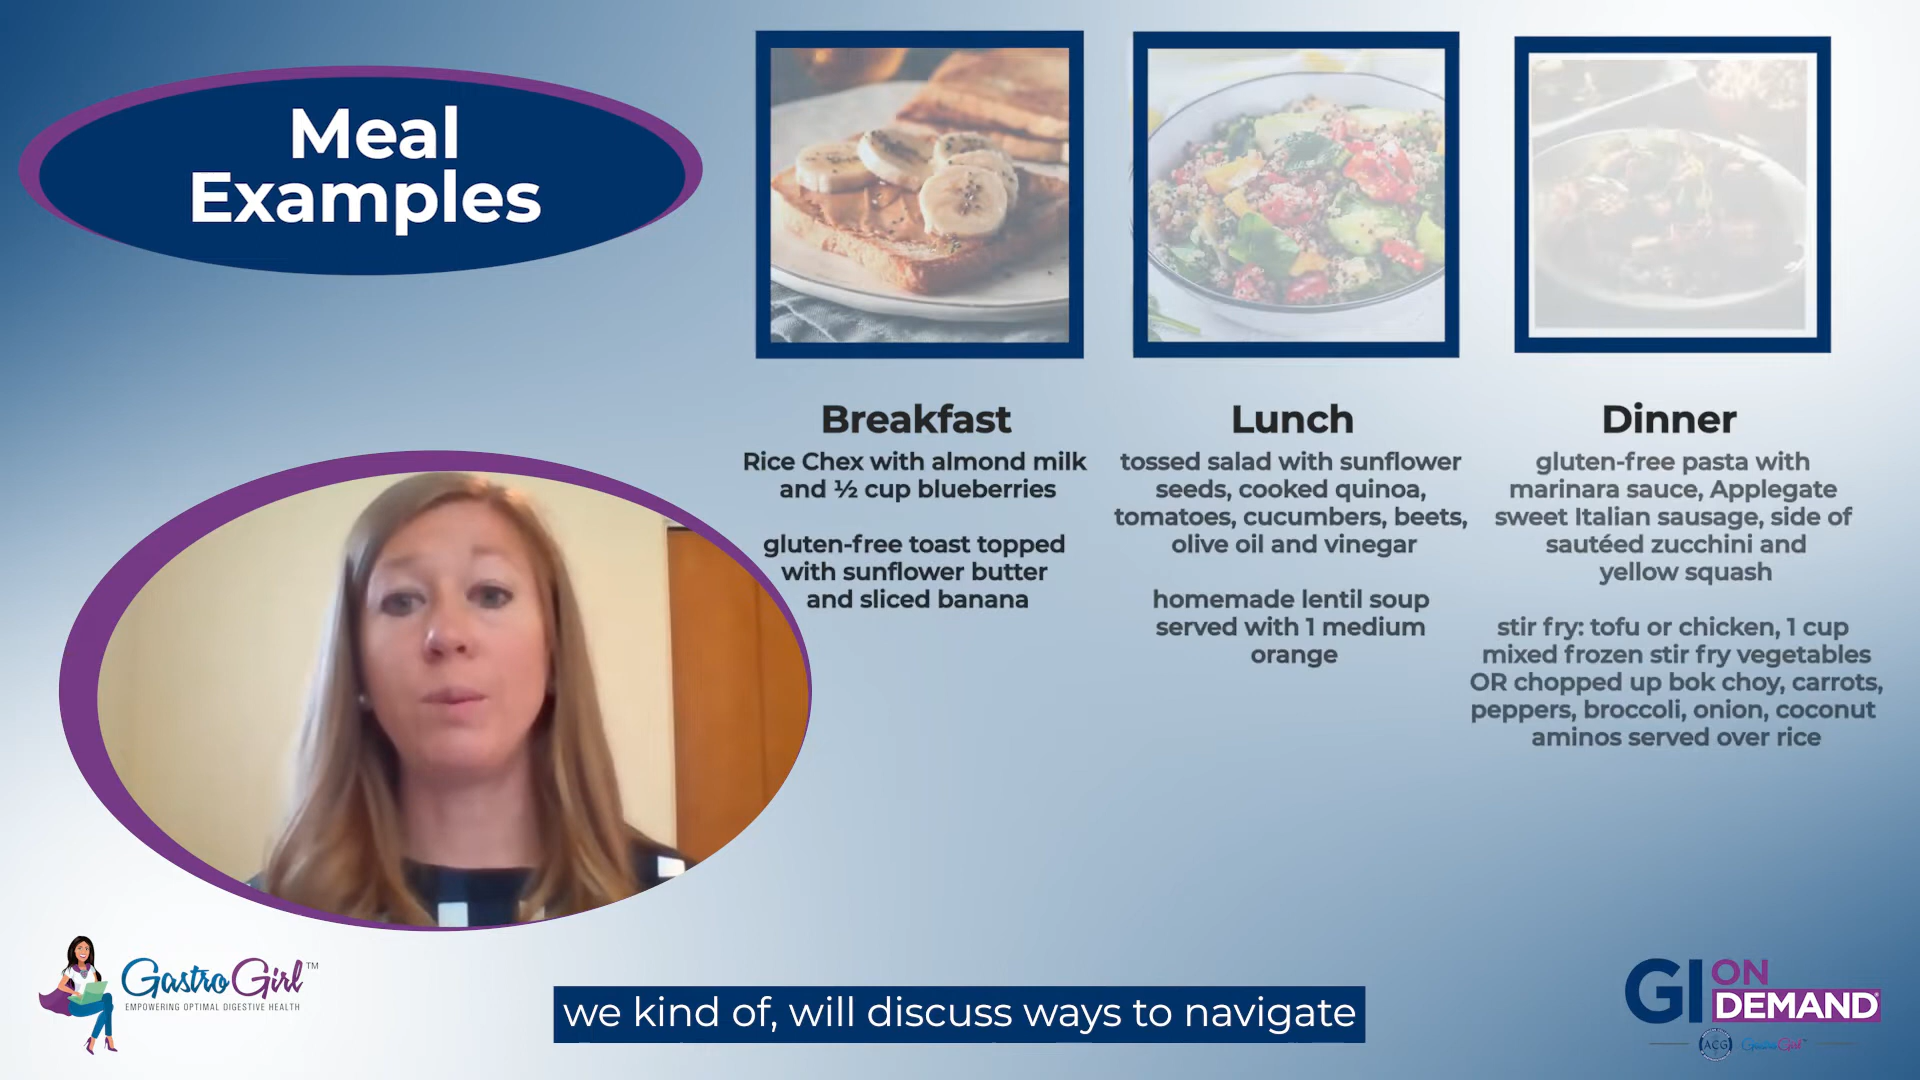 Meal
Examples
Breakfast
Rice Chex with almond milk
and ½ cup blueberries
gluten-free toast topped
with sunflower butter
and sliced banana
Lunch
tossed salad with sunflower
seeds, cooked quinoa,
tomatoes, cucumbers, beets,
olive oil and vinegar
homemade lentil soup
served with 1 medium
orange
Dinner
gluten-free pasta with
marinara sauce, Applegate
sweet Italian sausage, side of
sautéed zucchini and
yellow squash
stir fry: tofu or chicken, 1 cup
mixed frozen stir fry vegetables
OR chopped up bok choy, carrots,
peppers, broccoli, onion, coconut
aminos served over rice
GastroGirl™
EMPOWERING OPTIMAL DIGESTIVE HEALTH
we kind of, will discuss ways to navigate
GI ON
DEMAND®
ACG GastroGirl™